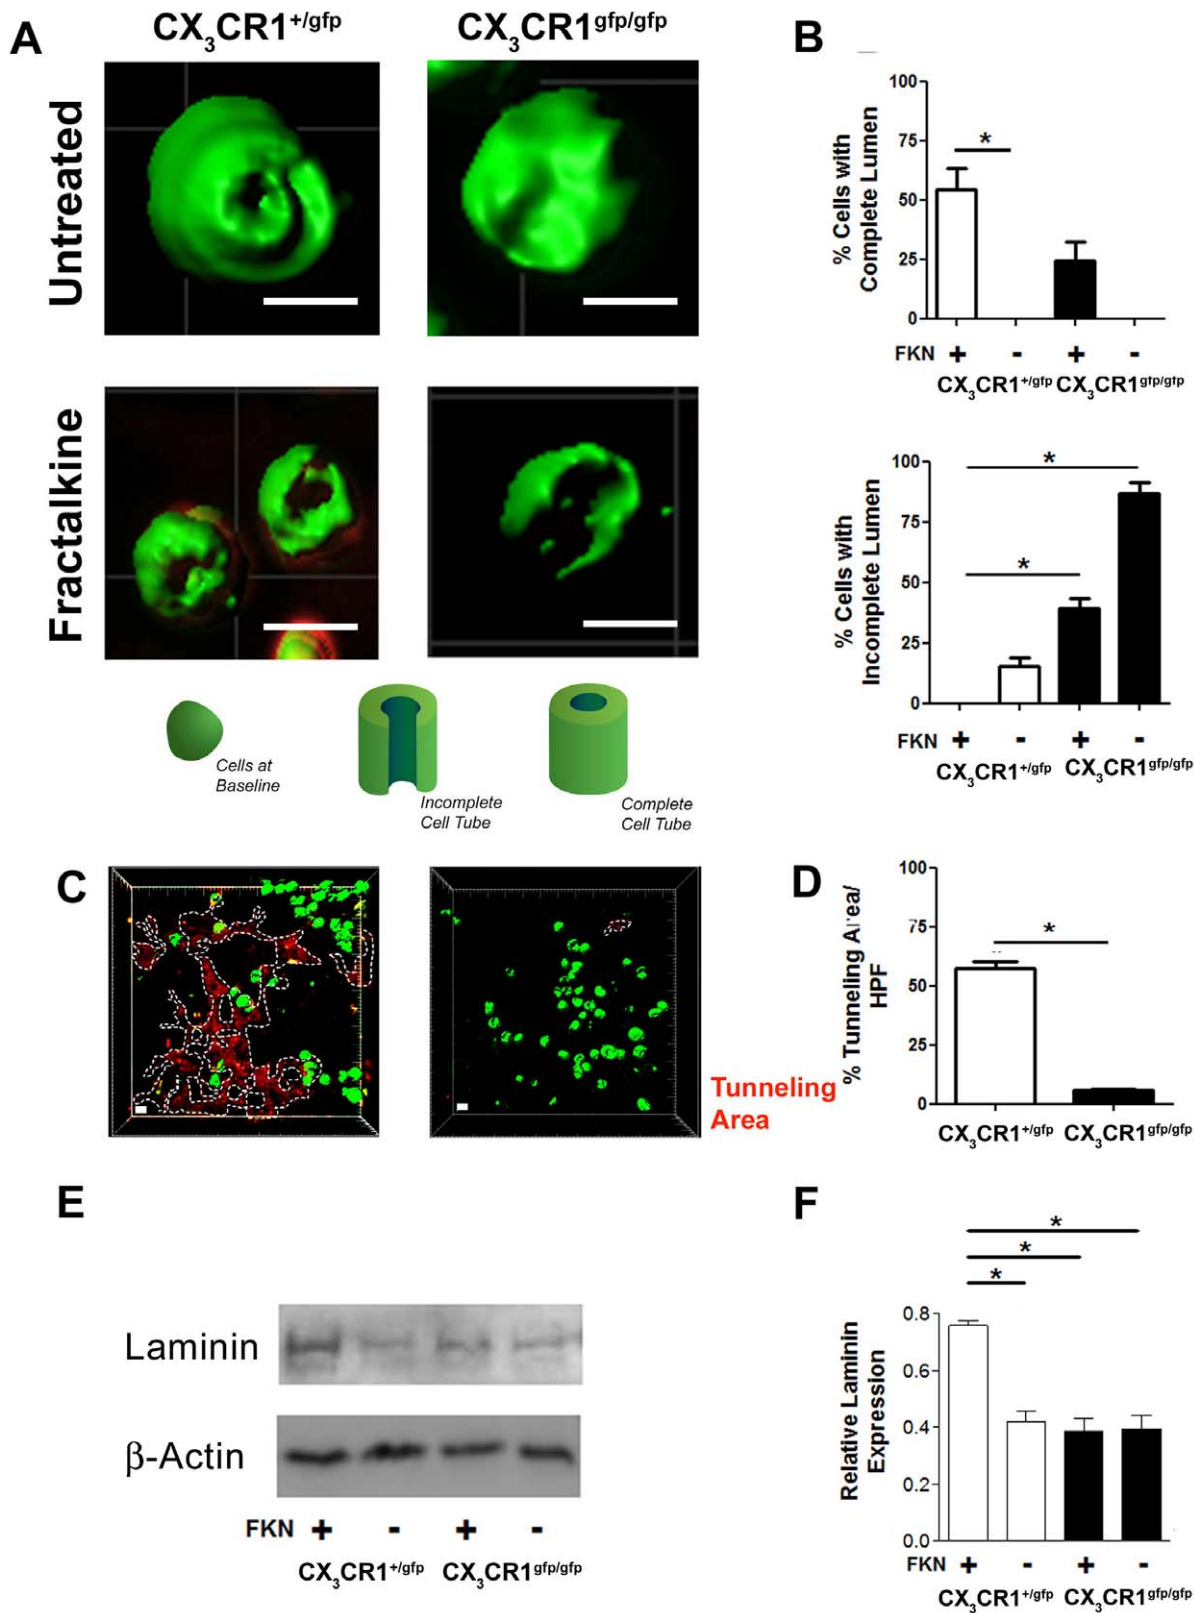 A
CX3CR1+/gfp
CX3CR1gfp/gfp
Untreated
Fractalkine
Cells at
Baseline
Incomplete
Cell Tube
Complete
Cell Tube
B
% Cells with
Complete Lumen
100
75
50
25
0
*
FKN + - + -
CX3CR1+/gfp CX3CR1gfp/gfp
% Cells with
Incomplete Lumen
100
75
50
25
0
*
*
FKN + - + -
CX3CR1+/gfp CX3CR1gfp/gfp
C
Tunneling
Area
D
% Tunneling Area/
HPF
100
75
50
25
0
*
CX3CR1+/gfp CX3CR1gfp/gfp
E
Laminin
β-Actin
FKN + - + -
CX3CR1+/gfp CX3CR1gfp/gfp
F
*
*
*
Relative Laminin
Expression
0.8
0.6
0.4
0.2
0.0
FKN + - + -
CX3CR1+/gfp CX3CR1gfp/gfp